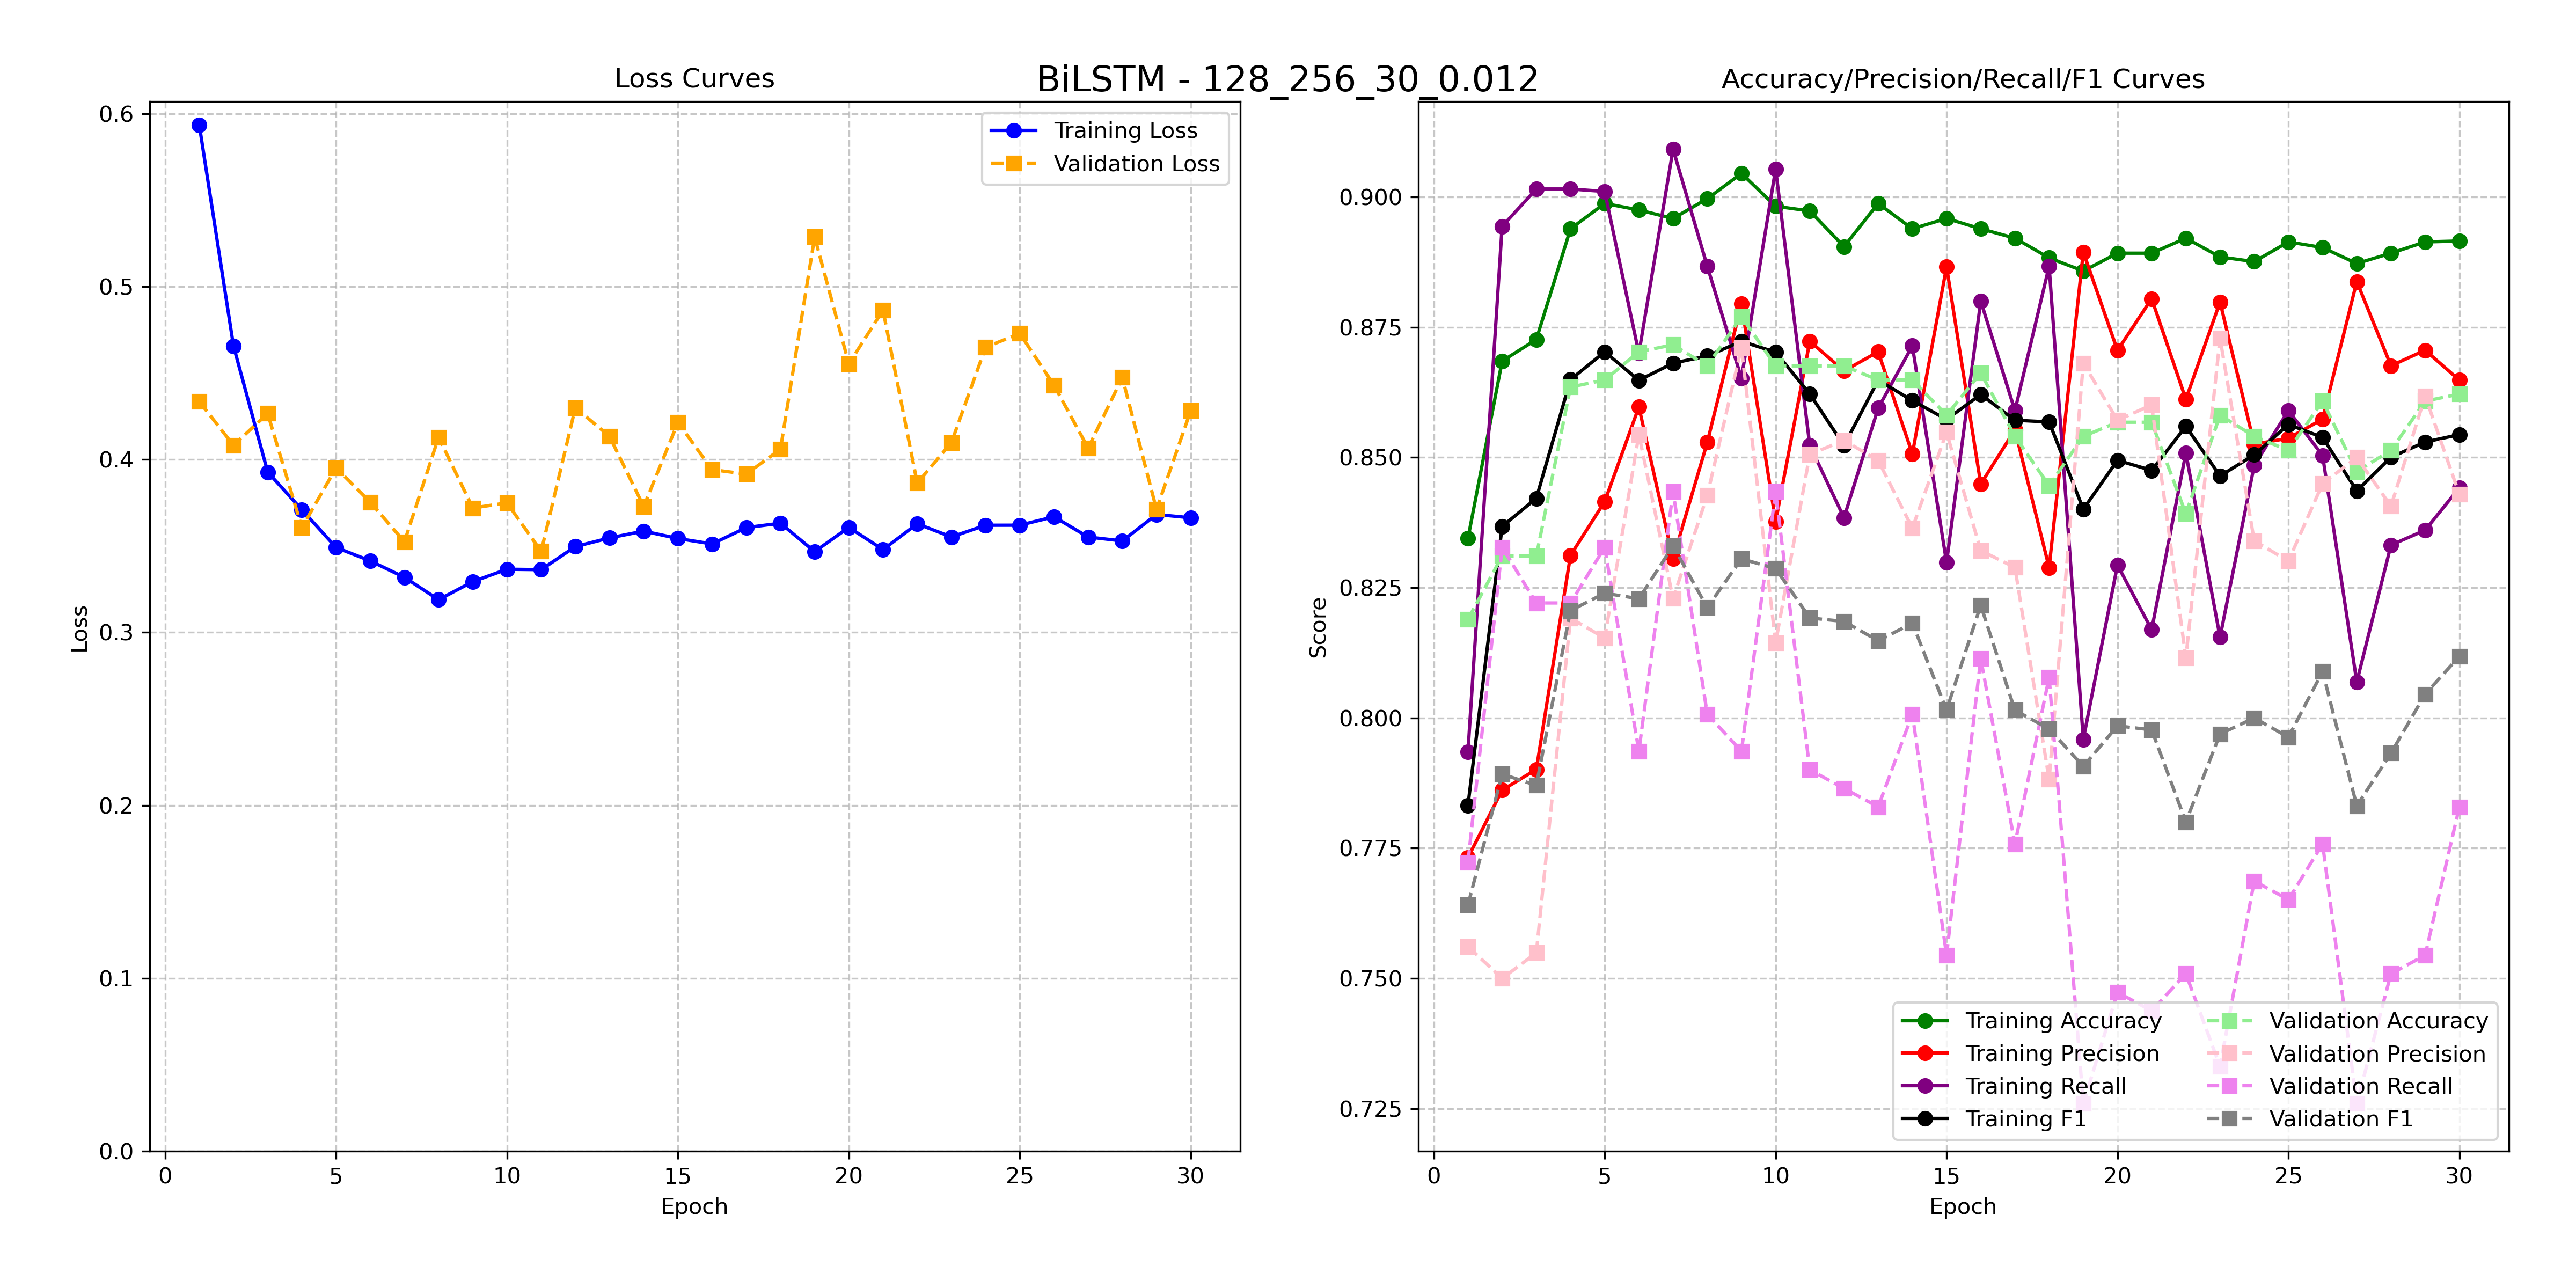 BiLSTM - 128_256_30_0.012
Loss Curves
0.6
0.5
0.4
0.3
0.2
0.1
0.0
Loss
Training Loss
Validation Loss
0 5 10 15 20 25 30
Epoch
Accuracy/Precision/Recall/F1 Curves
0.900
0.875
0.850
0.825
0.800
0.775
0.750
0.725
Score
Training Accuracy
Training Precision
Training Recall
Training F1
Validation Accuracy
Validation Precision
Validation Recall
Validation F1
0 5 10 15 20 25 30
Epoch